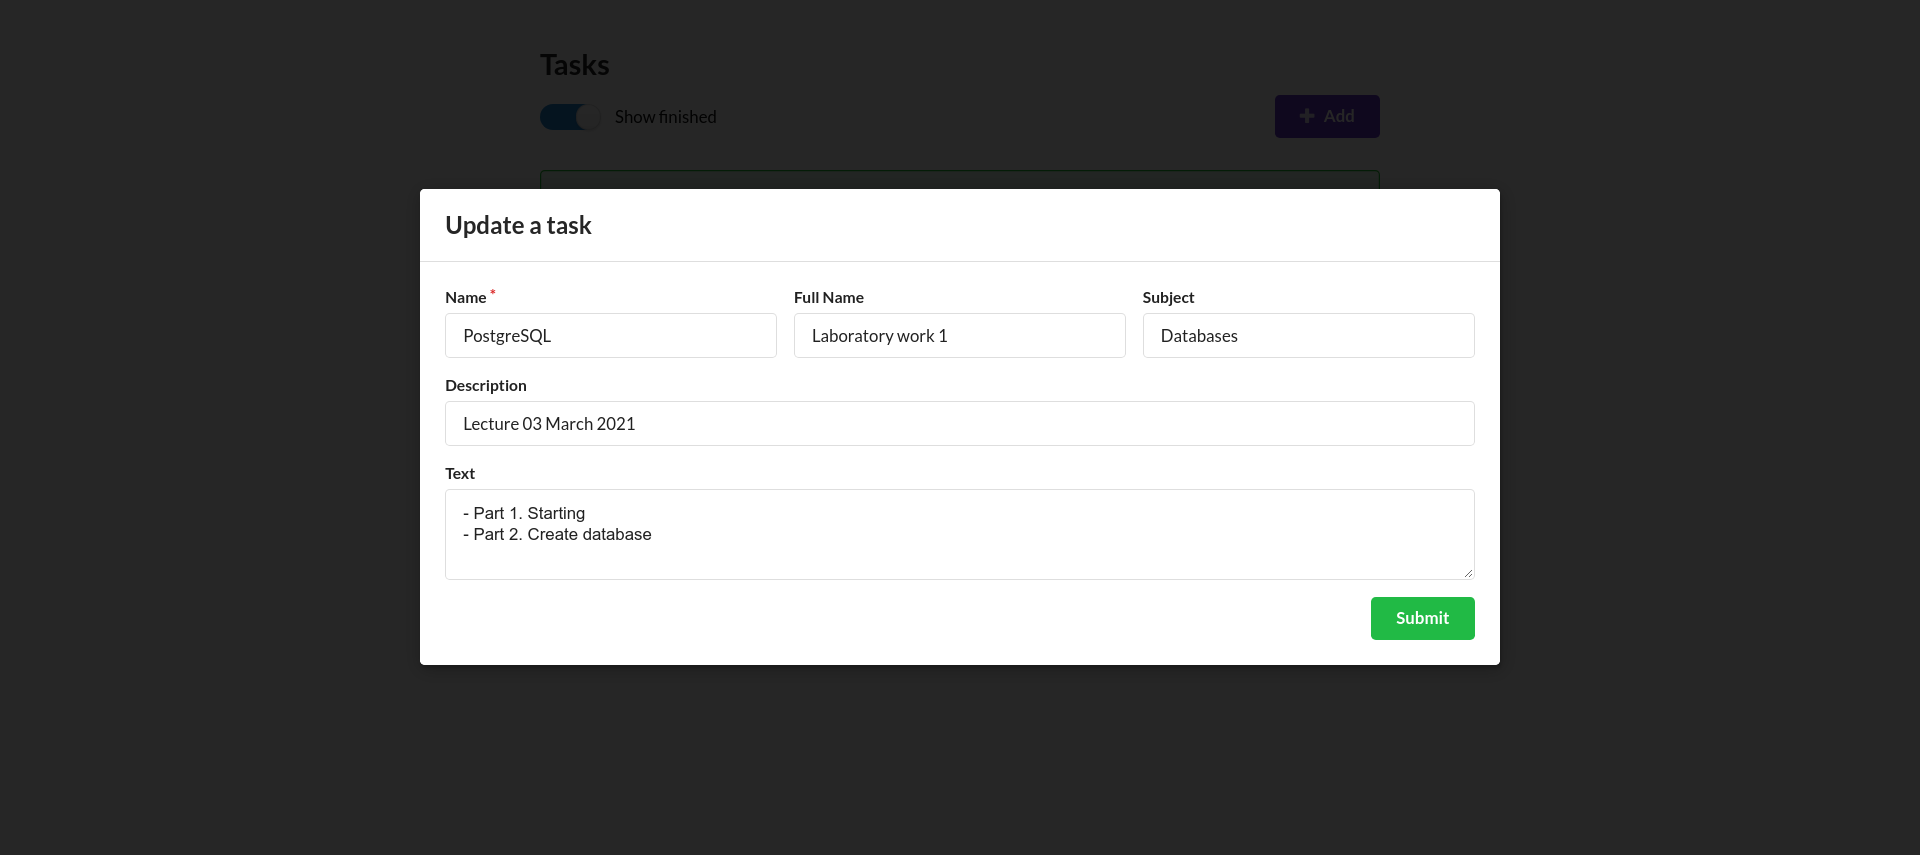 Tasks
Show finished
Add
Update a task
Name *
Full Name
Subject
PostgreSQL
Laboratory work 1
Databases
Description
Lecture 03 March 2021
Text
- Part 1. Starting
- Part 2. Create database
Submit